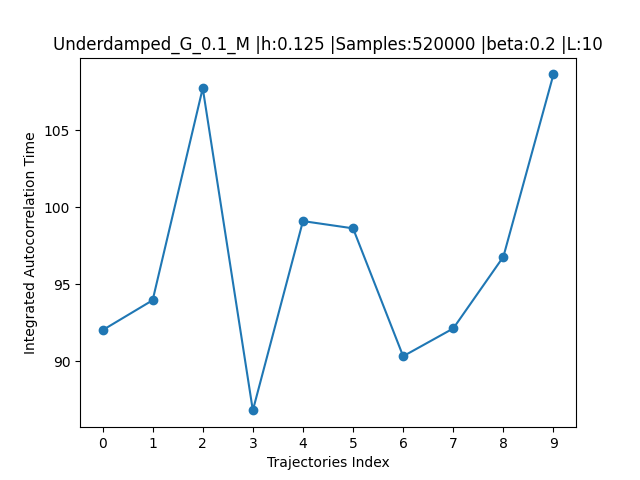 Underdamped_G_0.1_M |h:0.125 |Samples:520000 |beta:0.2 |L:10
Integrated Autocorrelation Time
105
100
95
90
0 1 2 3 4 5 6 7 8 9
Trajectories Index